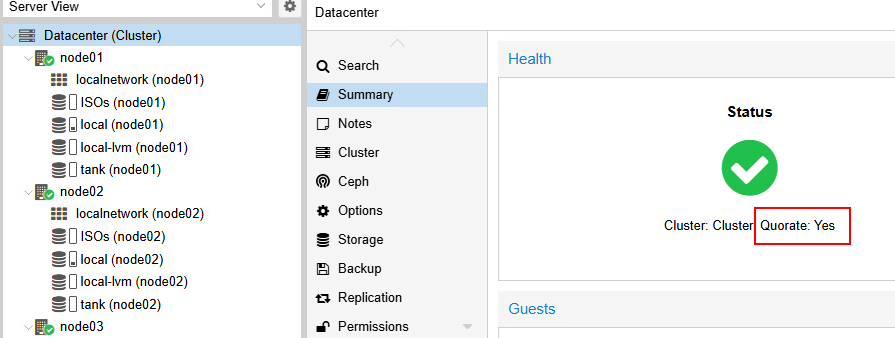 Server View
Datacenter (Cluster)
node01
localnetwork (node01)
ISOs (node01)
local (node01)
local-lvm (node01)
tank (node01)
node02
localnetwork (node02)
ISOs (node02)
local (node02)
local-lvm (node02)
tank (node02)
node03
Datacenter
Search
Summary
Notes
Cluster
Ceph
Options
Storage
Backup
Replication
Permissions
Health
Status
Cluster: Cluster Quorate: Yes
Guests